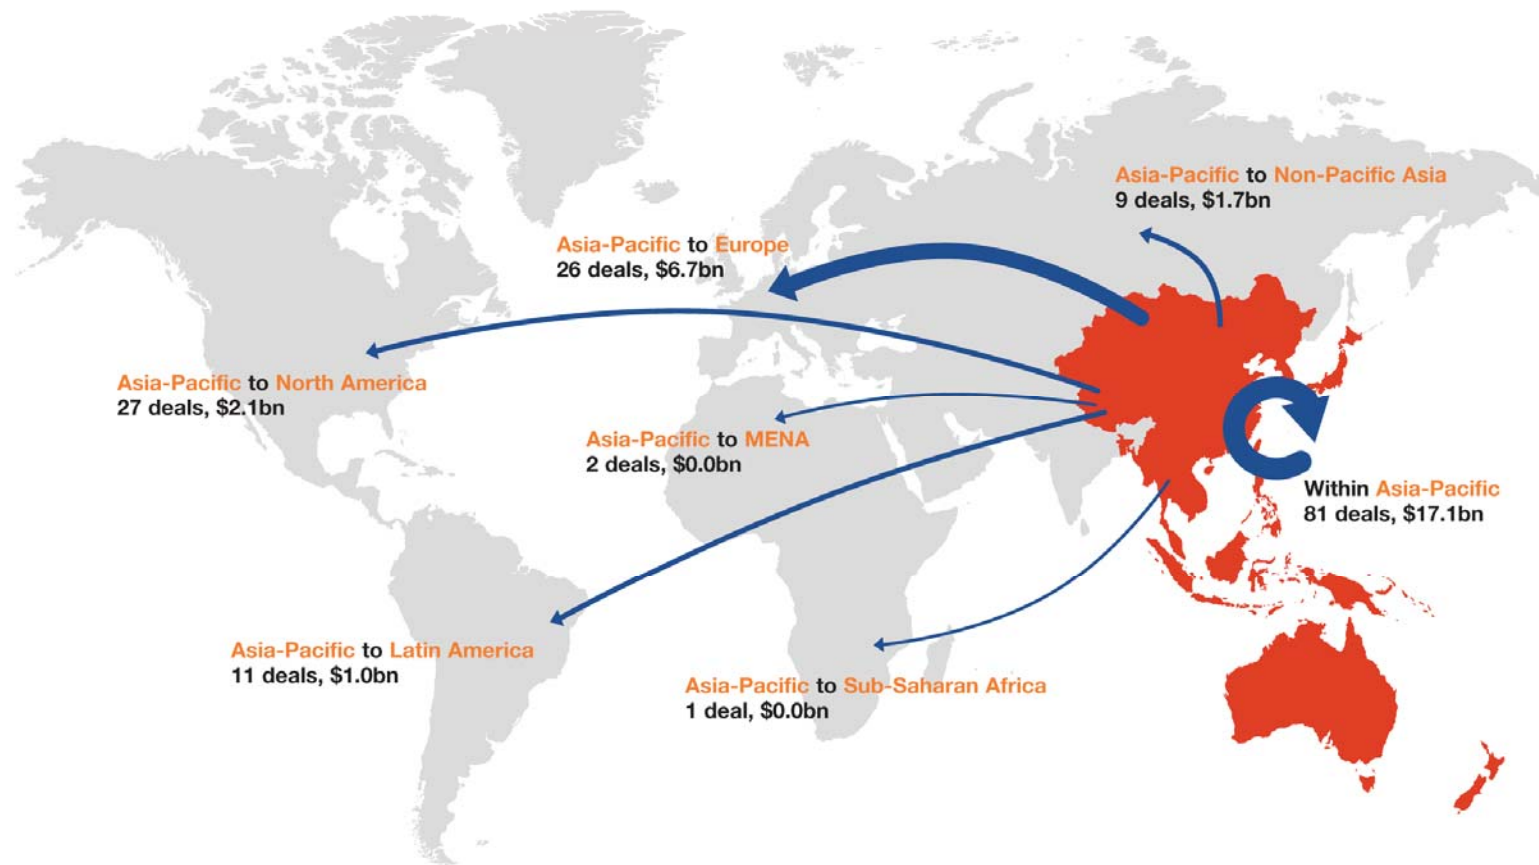 Asia-Pacific to Non-Pacific Asia
9 deals, $1.7bn
Asia-Pacific to Europe
26 deals, $6.7bn
Asia-Pacific to North America
27 deals, $2.1bn
Asia-Pacific to MENA
2 deals, $0.0bn
Within Asia-Pacific
81 deals, $17.1bn
Asia-Pacific to Latin America
11 deals, $1.0bn
Asia-Pacific to Sub-Saharan Africa
1 deal, $0.0bn